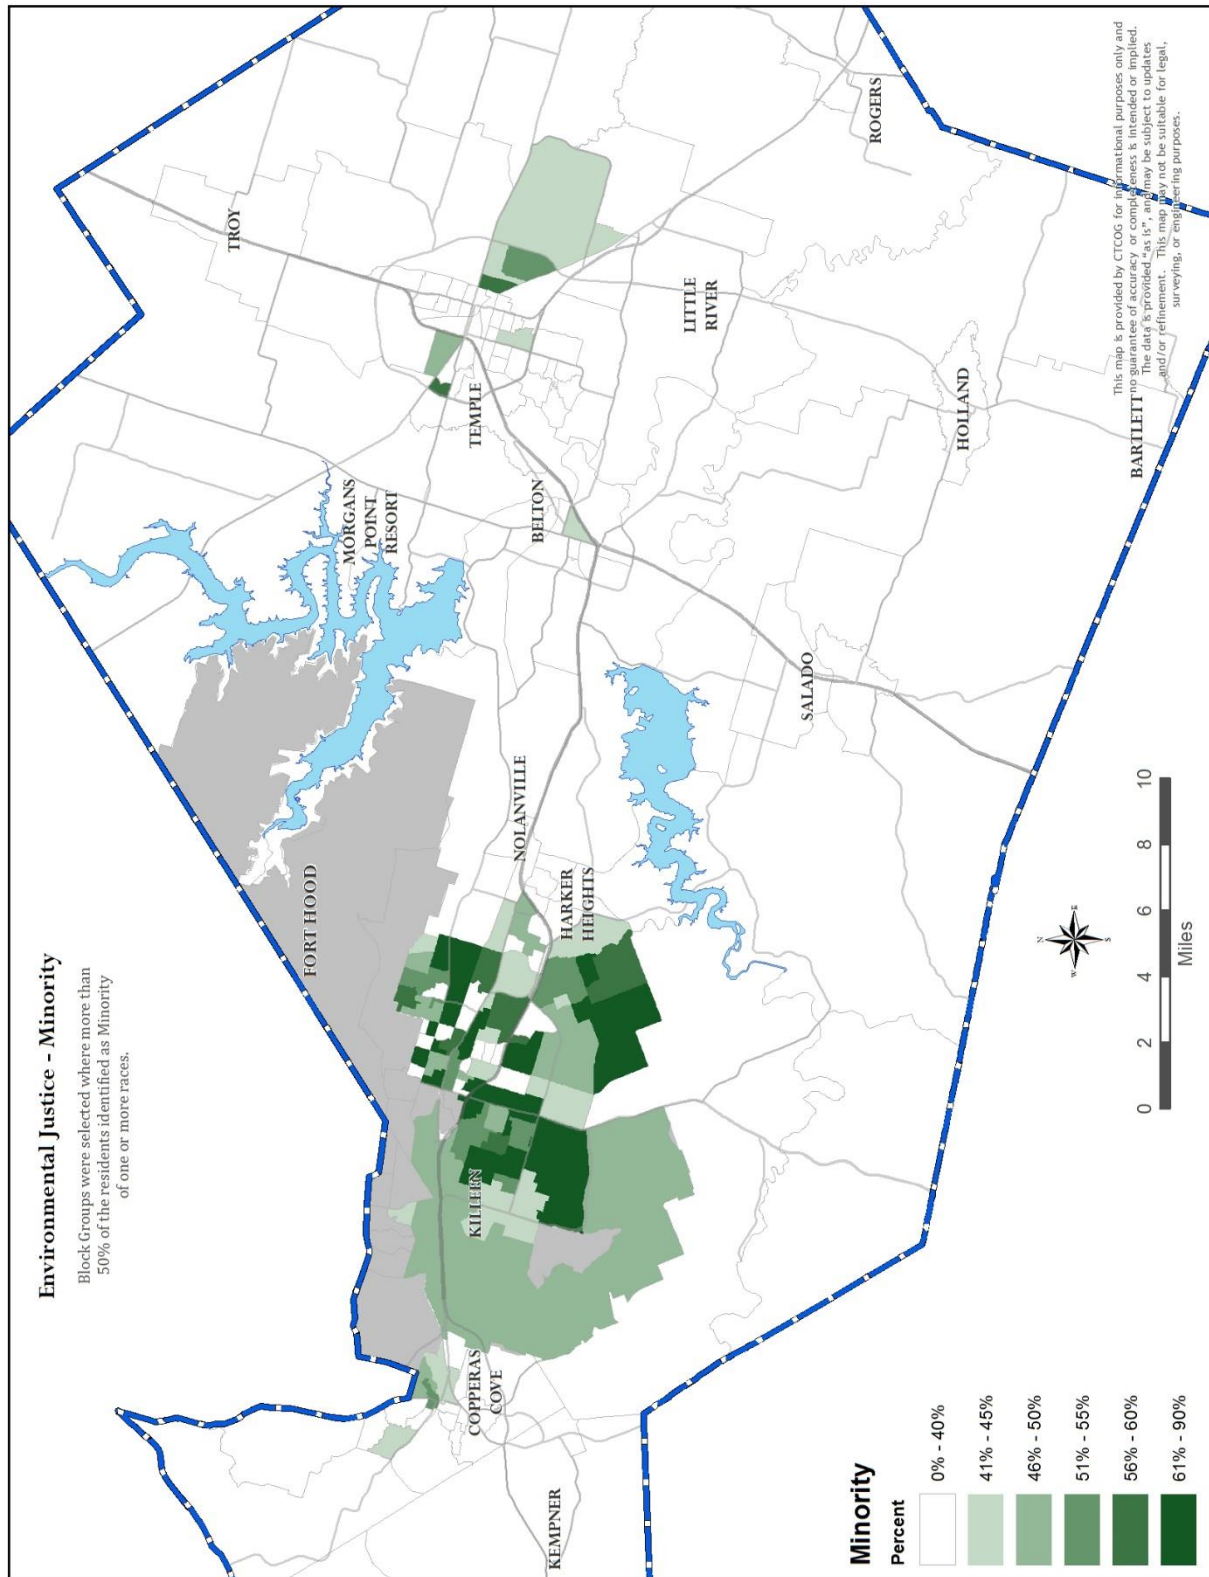 Environmental Justice - Minority
Block Groups were selected where more than
50% of the residents identified as Minority
of one or more races.
FORT HOOD
MORGANS
POINT
RESORT
TROY
TEMPLE
BELTON
NOLANVILLE
HARKER
HEIGHTS
KILLEEN
COPPERAS
COVE
KEMPNER
LITTLE
RIVER
ROGERS
SALADO
HOLLAND
BARTLETT
Minority
Percent
0% - 40%
41% - 45%
46% - 50%
51% - 55%
56% - 60%
61% - 90%
N
W
E
S
0 2 4 6 8 10
Miles
This map is provided by CTCOG for informational purposes only and
no guarantee of accuracy or completeness is intended or implied.
The data is provided "as is", and may be subject to updates
and/or refinement. This map may not be suitable for legal,
surveying, or engineering purposes.